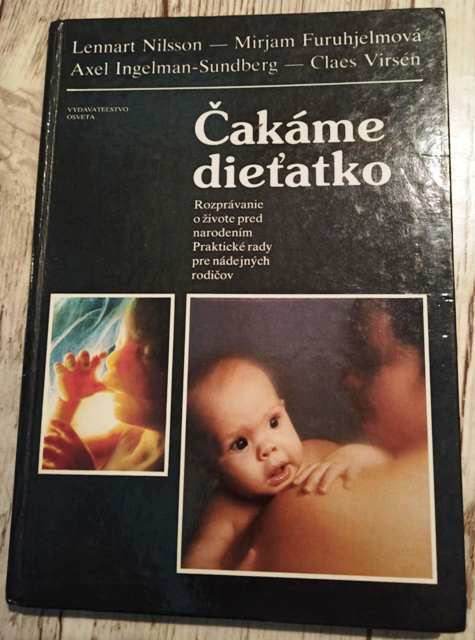 Lennart Nilsson — Mirjam Furuhjelmová
Axel Ingelman-Sundberg — Claes Virsén
VYDAVATEĽSTVO
OSVETA
Čakáme
dieťatko
Rozprávanie
o živote pred
narodením
Praktické rady
pre nádejných
rodičov